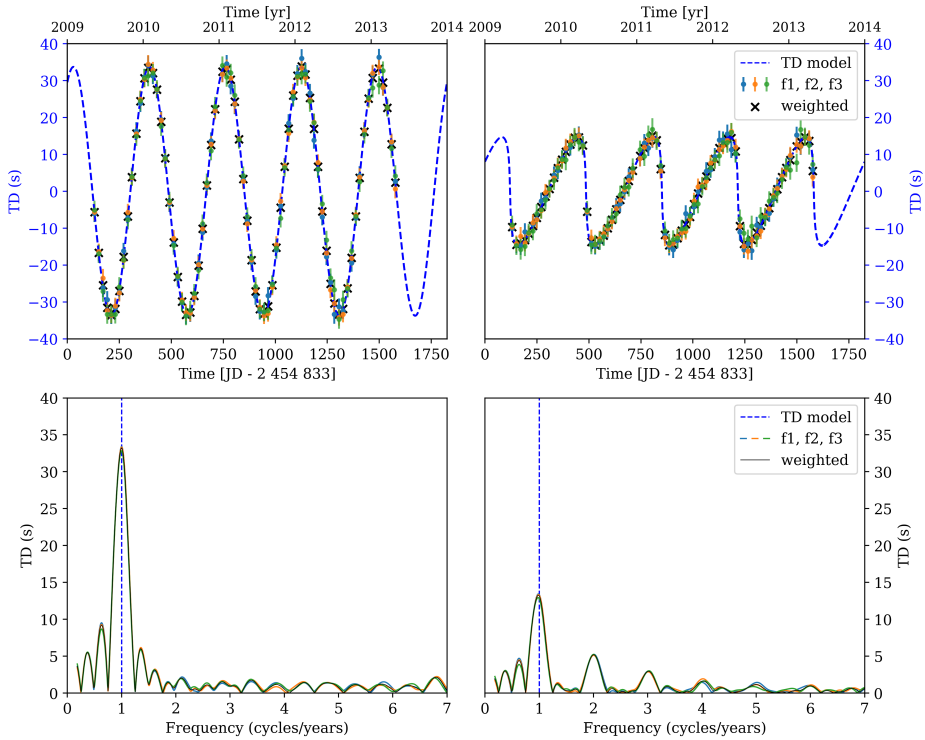 Time [yr]
2009 2010 2011 2012 2013 2014
40
30
20
10
0
−10
−20
−30
−40
TD (s)
0 250 500 750 1000 1250 1500 1750
Time [JD - 2 454 833]
Time [yr]
2009 2010 2011 2012 2013 2014
TD model
f1, f2, f3
weighted
40
30
20
10
0
−10
−20
−30
−40
TD (s)
0 250 500 750 1000 1250 1500 1750
Time [JD - 2 454 833]
40
35
30
25
20
15
10
5
0
TD (s)
0 1 2 3 4 5 6 7
Frequency (cycles/years)
TD model
f1, f2, f3
weighted
40
35
30
25
20
15
10
5
0
TD (s)
0 1 2 3 4 5 6 7
Frequency (cycles/years)